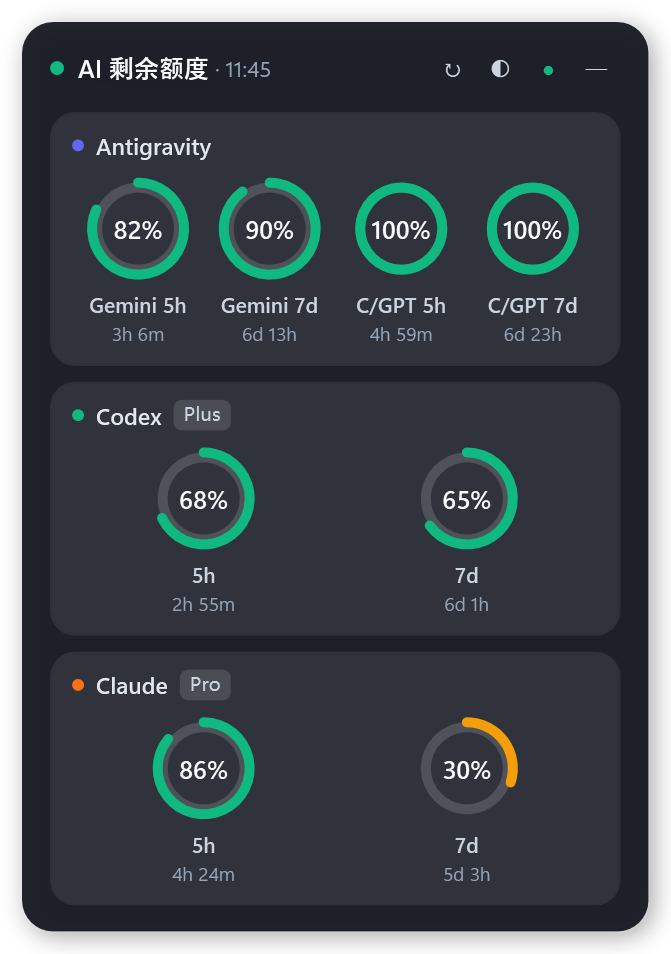 AI 剩余额度 · 11:45
Antigravity
82% 90% 100% 100%
Gemini 5h Gemini 7d C/GPT 5h C/GPT 7d
3h 6m 6d 13h 4h 59m 6d 23h
Codex Plus
68% 65%
5h 7d
2h 55m 6d 1h
Claude Pro
86% 30%
5h 7d
4h 24m 5d 3h